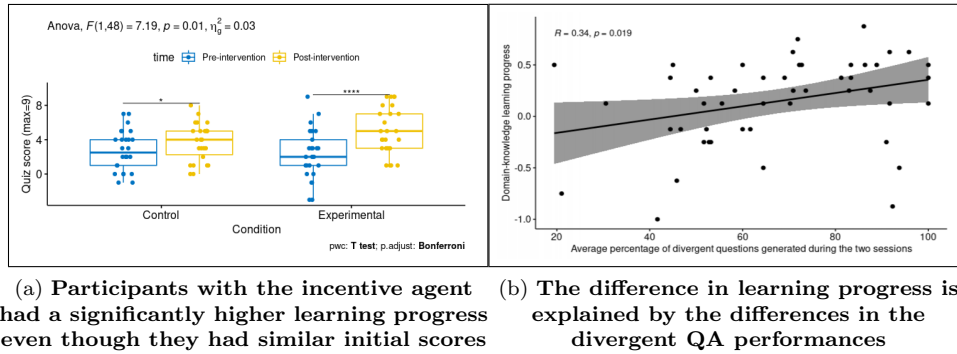 Anova, F(1,48) = 7.19, p = 0.01, η²g = 0.03
time Pre-intervention Post-intervention
Quiz score (max=9)
8
4
0
*
****
Control Experimental
Condition
pwc: T test; p.adjust: Bonferroni
(a) Participants with the incentive agent
had a significantly higher learning progress
even though they had similar initial scores
R = 0.34, p = 0.019
Domain-knowledge learning progress
0.5
0.0
-0.5
-1.0
20 40 60 80 100
Average percentage of divergent questions generated during the two sessions
(b) The difference in learning progress is
explained by the differences in the
divergent QA performances